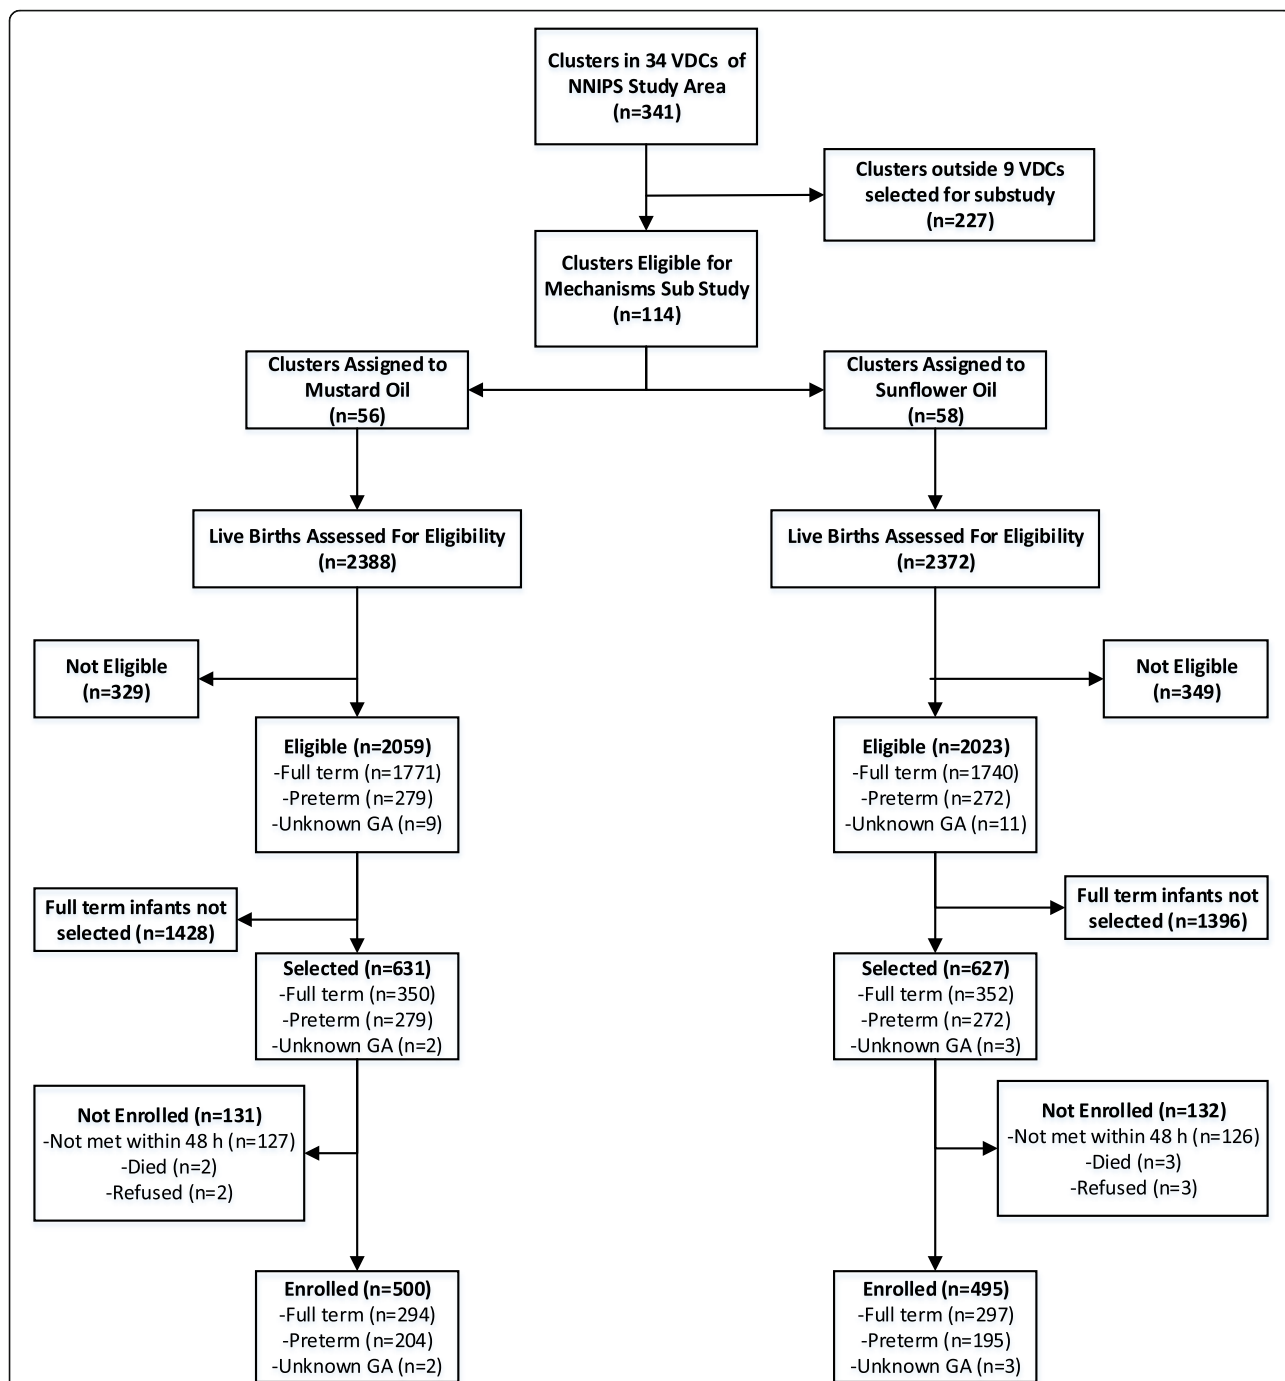 Clusters in 34 VDCs of
NNIPS Study Area
(n=341)
Clusters outside 9 VDCs
selected for substudy
(n=227)
Clusters Eligible for
Mechanisms Sub Study
(n=114)
Clusters Assigned to
Mustard Oil
(n=56)
Clusters Assigned to
Sunflower Oil
(n=58)
Live Births Assessed For Eligibility
(n=2388)
Live Births Assessed For Eligibility
(n=2372)
Not Eligible
(n=329)
Not Eligible
(n=349)
Eligible (n=2059)
-Full term (n=1771)
-Preterm (n=279)
-Unknown GA (n=9)
Eligible (n=2023)
-Full term (n=1740)
-Preterm (n=272)
-Unknown GA (n=11)
Full term infants not
selected (n=1428)
Full term infants not
selected (n=1396)
Selected (n=631)
-Full term (n=350)
-Preterm (n=279)
-Unknown GA (n=2)
Selected (n=627)
-Full term (n=352)
-Preterm (n=272)
-Unknown GA (n=3)
Not Enrolled (n=131)
-Not met within 48 h (n=127)
-Died (n=2)
-Refused (n=2)
Not Enrolled (n=132)
-Not met within 48 h (n=126)
-Died (n=3)
-Refused (n=3)
Enrolled (n=500)
-Full term (n=294)
-Preterm (n=204)
-Unknown GA (n=2)
Enrolled (n=495)
-Full term (n=297)
-Preterm (n=195)
-Unknown GA (n=3)